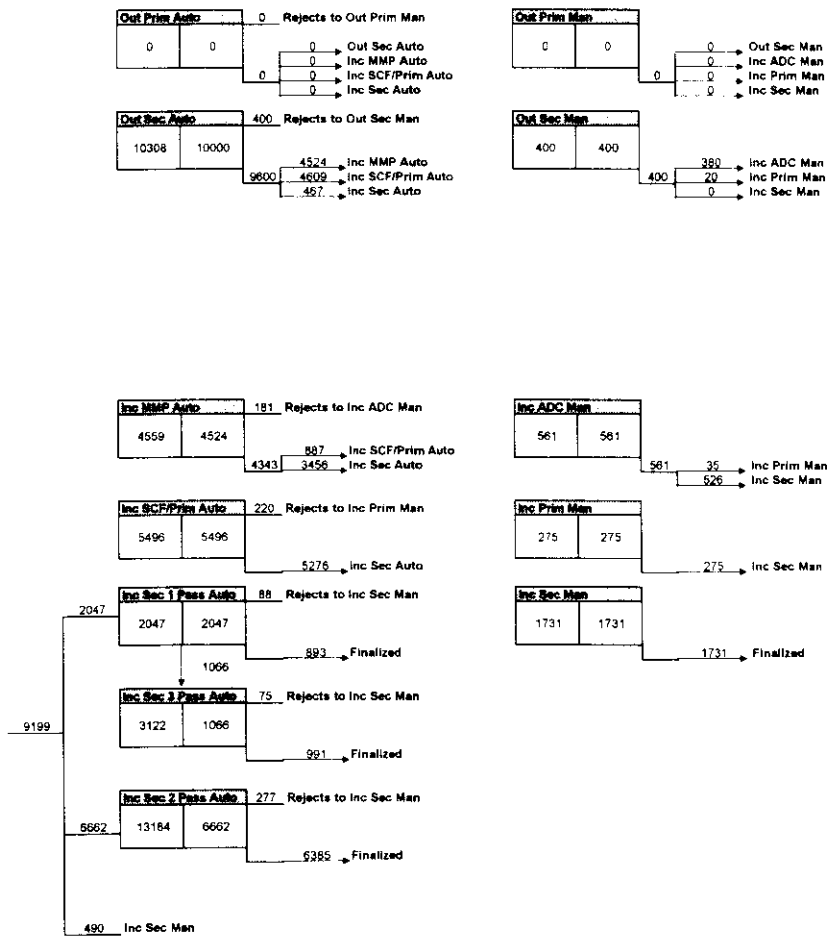 Out Prim Auto 0 Rejects to Out Prim Man
0 0
0 Out Sec Auto
0 Inc MMP Auto
0 0 Inc SCF/Prim Auto
0 Inc Sec Auto
Out Prim Man
0 0
0 Out Sec Man
0 Inc ADC Man
0 0 Inc Prim Man
0 Inc Sec Man
Out Sec Auto 400 Rejects to Out Sec Man
10308 10000
4524 Inc MMP Auto
9600 4609 Inc SCF/Prim Auto
467 Inc Sec Auto
Out Sec Man
400 400
380 Inc ADC Man
400 20 Inc Prim Man
0 Inc Sec Man
Inc MMP Auto 181 Rejects to Inc ADC Man
4559 4524
887 Inc SCF/Prim Auto
4343 3456 Inc Sec Auto
Inc ADC Man
561 561
561 35 Inc Prim Man
526 Inc Sec Man
Inc SCF/Prim Auto 220 Rejects to Inc Prim Man
5496 5496
5276 Inc Sec Auto
Inc Prim Man
275 275
275 Inc Sec Man
Inc Sec 1 Pass Auto 88 Rejects to Inc Sec Man
2047
2047 2047
893 Finalized
1066
Inc Sec Man
1731 1731
1731 Finalized
Inc Sec 3 Pass Auto 75 Rejects to Inc Sec Man
9199
3122 1066
991 Finalized
Inc Sec 2 Pass Auto 277 Rejects to Inc Sec Man
6662
13184 6662
6385 Finalized
490 Inc Sec Man